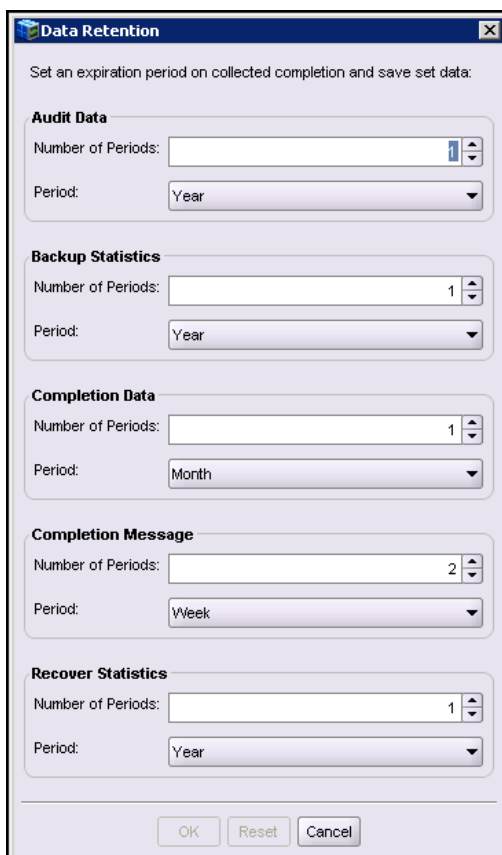 Data Retention
Set an expiration period on collected completion and save set data:
Audit Data
Number of Periods: 1
Period: Year
Backup Statistics
Number of Periods: 1
Period: Year
Completion Data
Number of Periods: 1
Period: Month
Completion Message
Number of Periods: 2
Period: Week
Recover Statistics
Number of Periods: 1
Period: Year
OK Reset Cancel